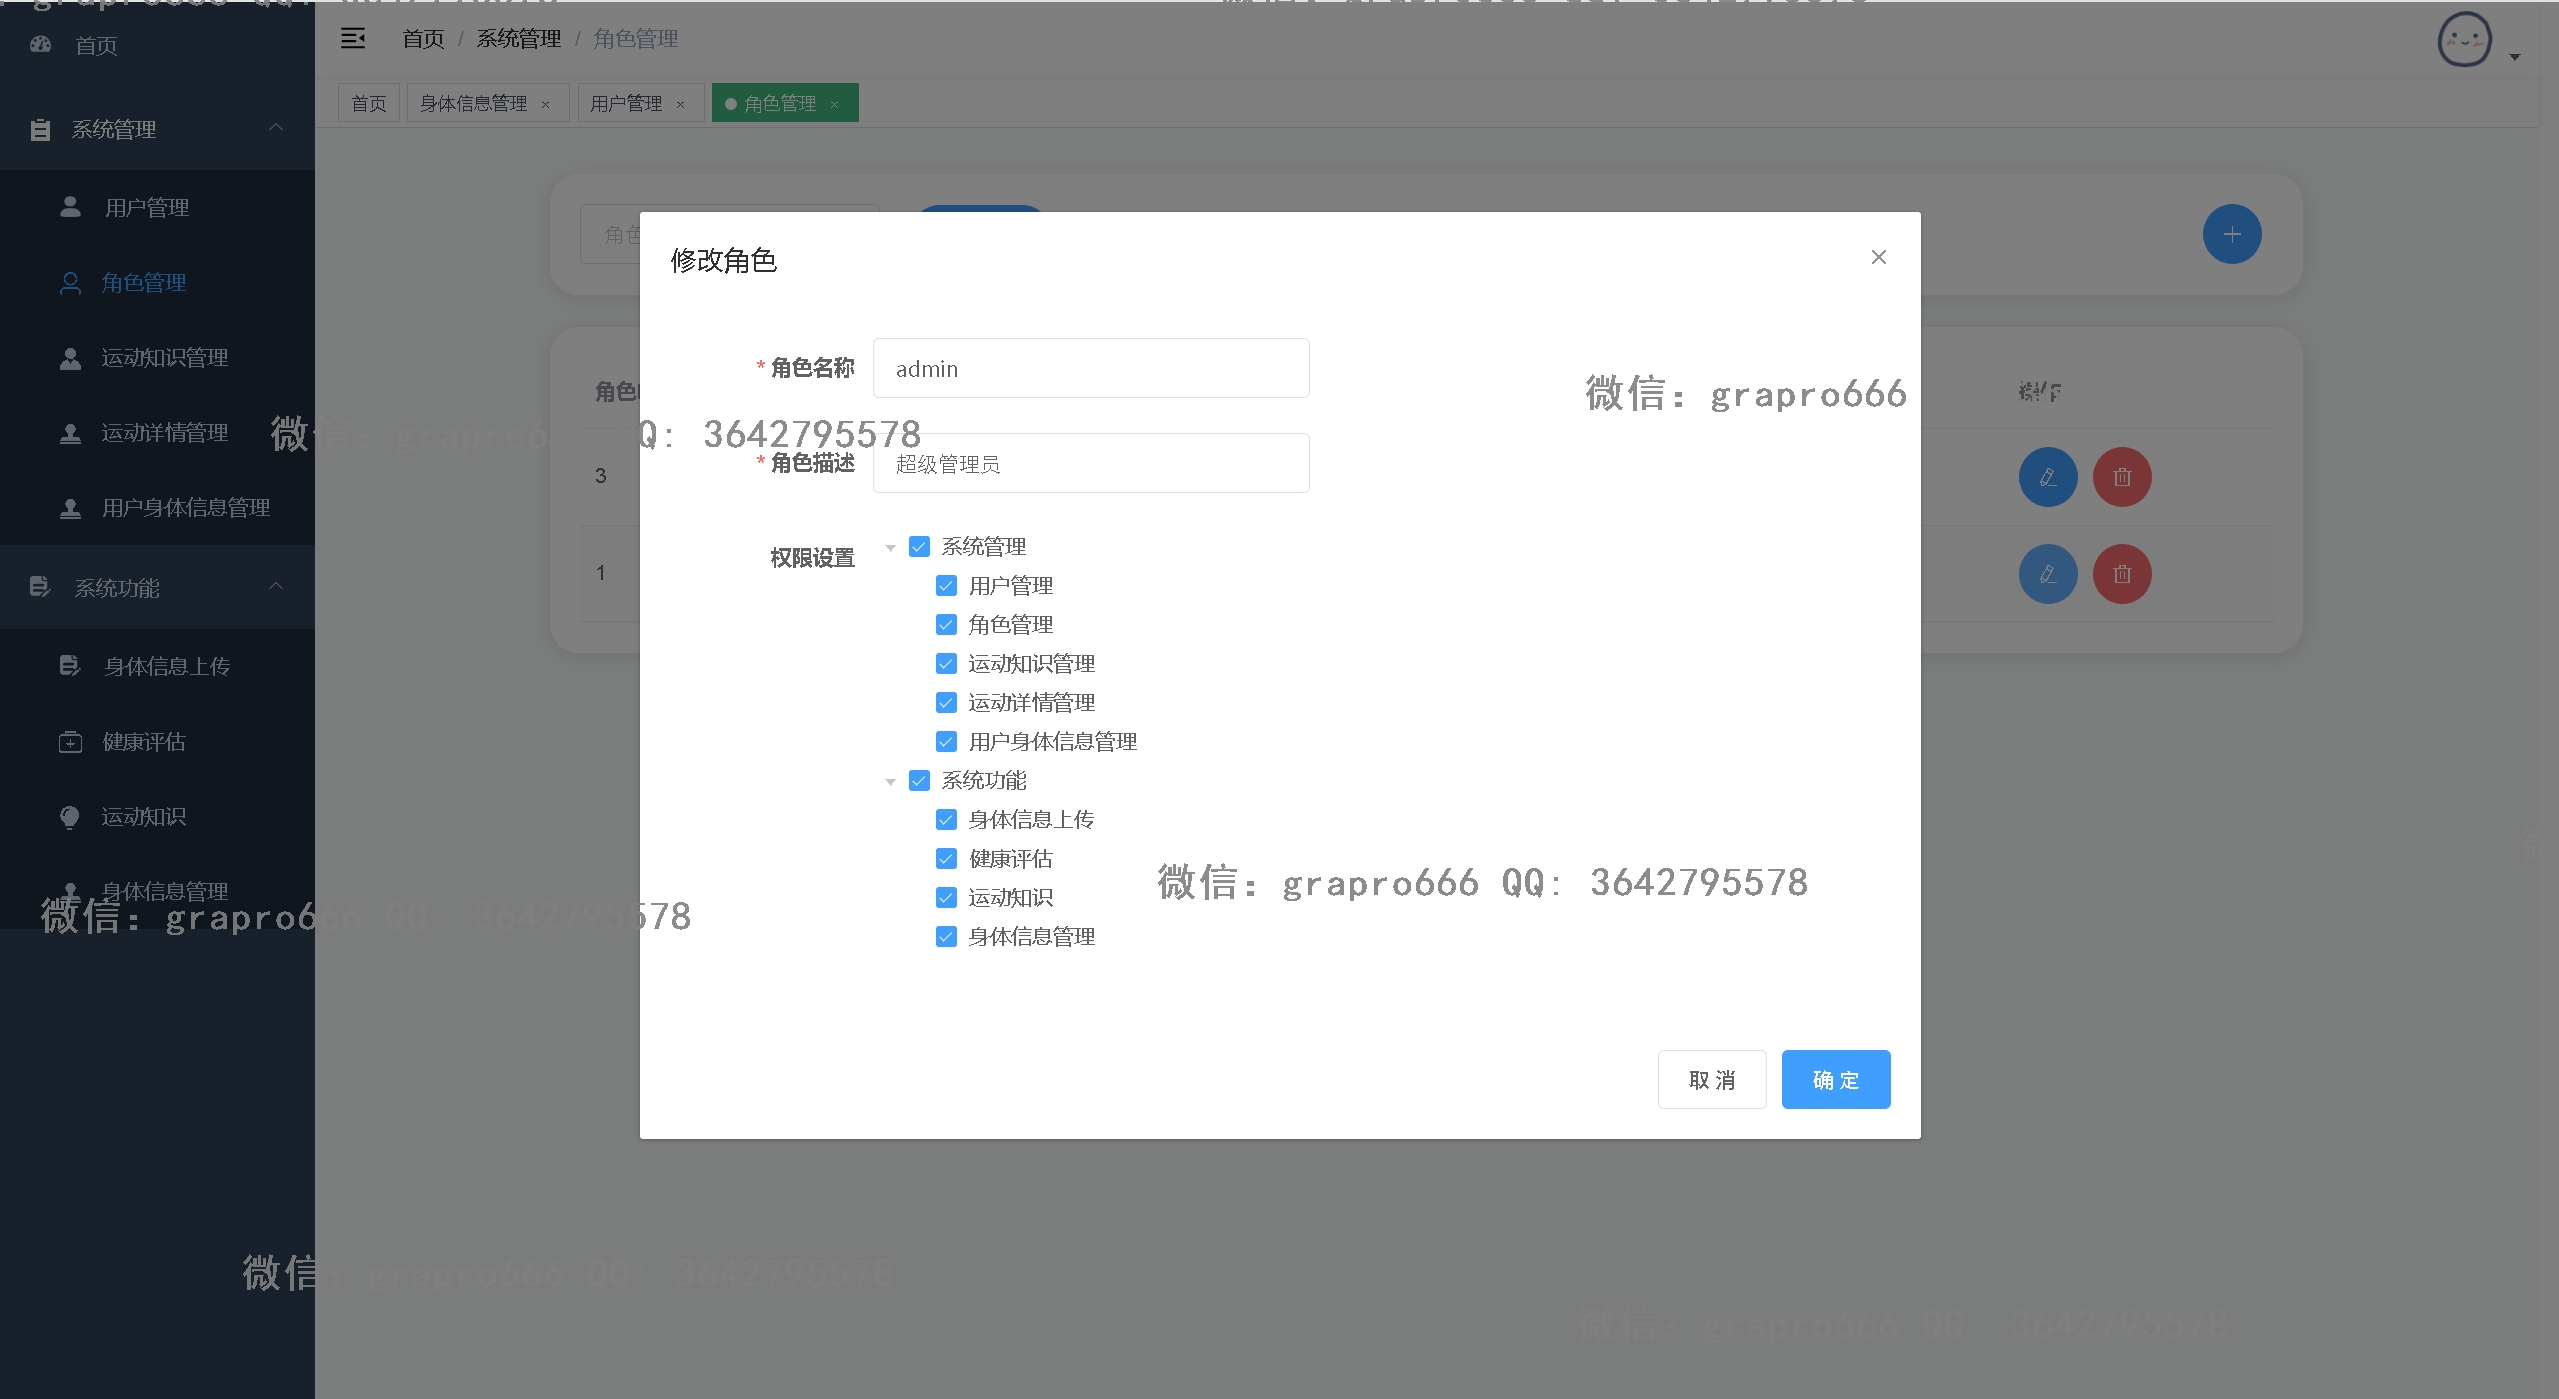 首页
系统管理
用户管理
角色管理
运动知识管理
运动详情管理
用户身体信息管理
系统功能
身体信息上传
健康评估
运动知识
身体信息管理
首页 / 系统管理 / 角色管理
首页 身体信息管理 × 用户管理 × 角色管理 ×
角色
角色
3
1
修改角色
* 角色名称 admin
* 角色描述 超级管理员
权限设置
系统管理
用户管理
角色管理
运动知识管理
运动详情管理
用户身体信息管理
系统功能
身体信息上传
健康评估
运动知识
身体信息管理
取 消 确 定
微信: grapro666
微信: grapro6 Q: 3642795578
微信: grapro666 QQ: 3642795578
微信: grapro666 QQ 3642795578
微信: grapro666 QQ: 3642795578
微信: grapro666 QQ 3642795578